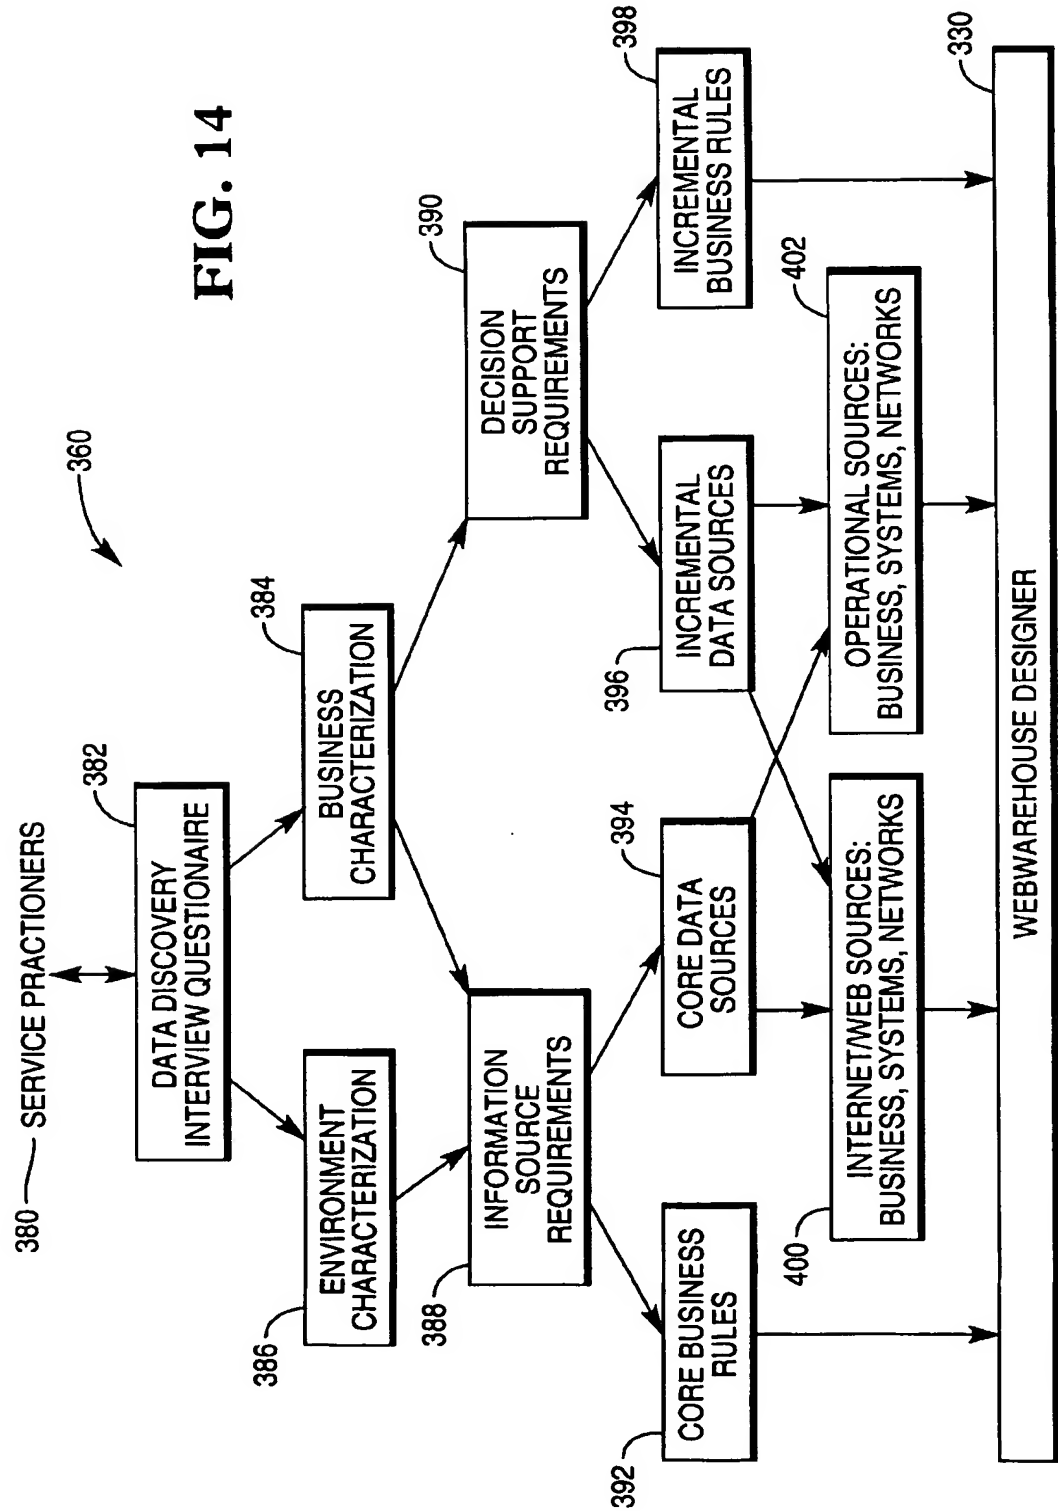 FIG. 14
360
380
SERVICE PRACTIONERS
382
DATA DISCOVERY
INTERVIEW QUESTIONAIRE
386
ENVIRONMENT
CHARACTERIZATION
384
BUSINESS
CHARACTERIZATION
388
INFORMATION
SOURCE
REQUIREMENTS
390
DECISION
SUPPORT
REQUIREMENTS
392
CORE BUSINESS
RULES
394
CORE DATA
SOURCES
396
INCREMENTAL
DATA SOURCES
398
INCREMENTAL
BUSINESS RULES
400
INTERNET/WEB SOURCES:
BUSINESS, SYSTEMS, NETWORKS
402
OPERATIONAL SOURCES:
BUSINESS, SYSTEMS, NETWORKS
330
WEBWAREHOUSE DESIGNER